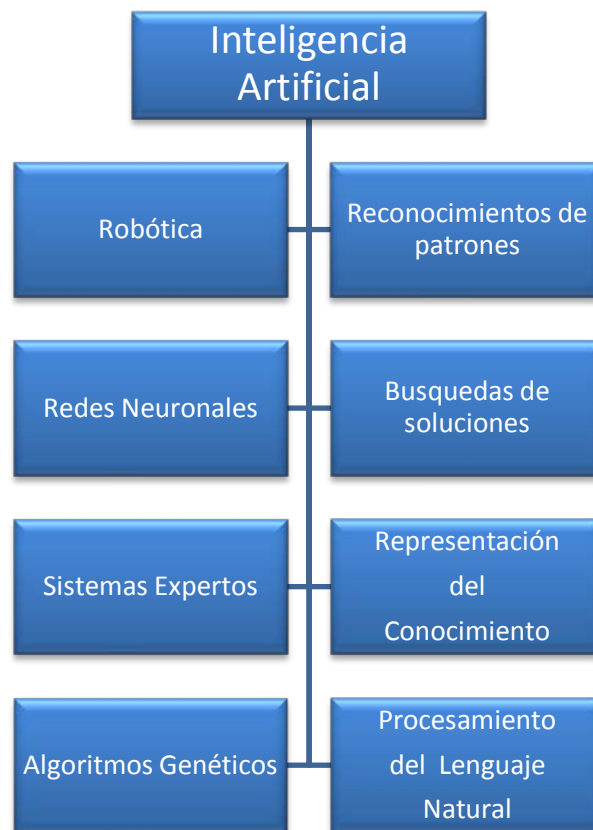 Inteligencia
Artificial
Robótica
Reconocimientos de
patrones
Redes Neuronales
Busquedas de
soluciones
Sistemas Expertos
Representación
del
Conocimiento
Algoritmos Genéticos
Procesamiento
del Lenguaje
Natural